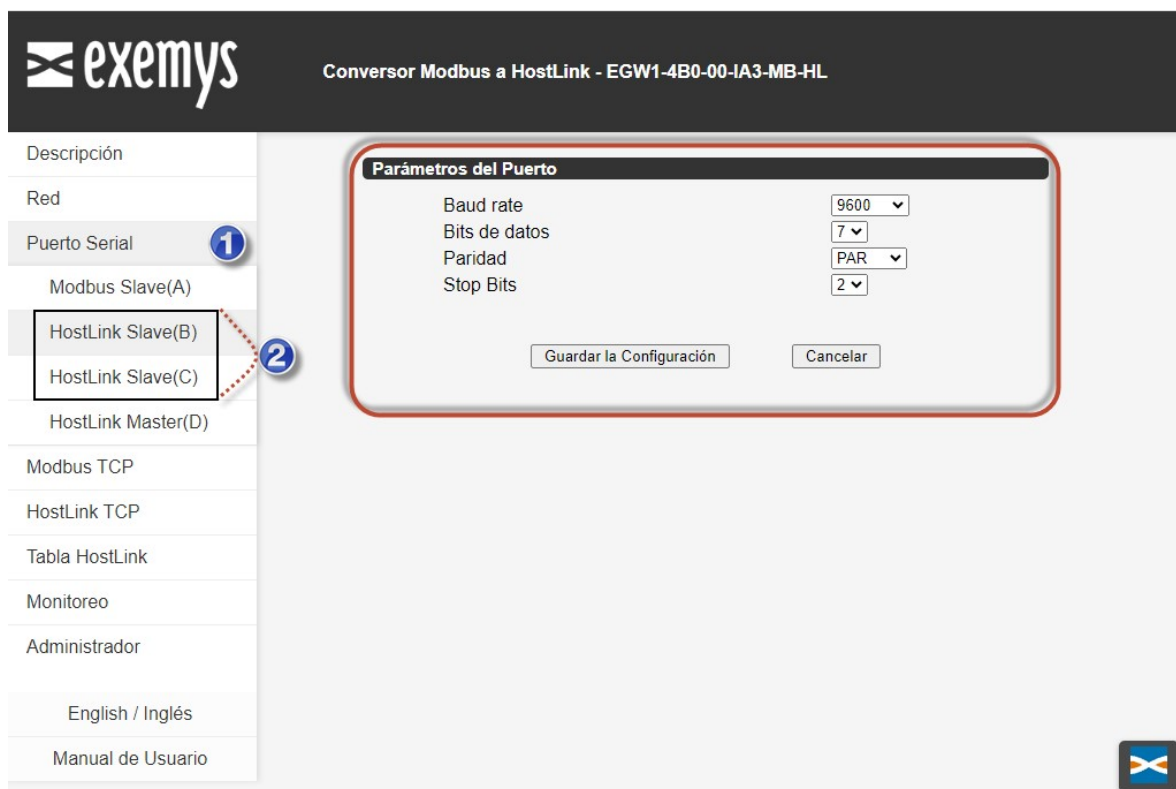 exemys
Conversor Modbus a HostLink - EGW1-4B0-00-IA3-MB-HL
Descripción
Red
Puerto Serial
1
Modbus Slave(A)
HostLink Slave(B)
HostLink Slave(C)
2
HostLink Master(D)
Modbus TCP
HostLink TCP
Tabla HostLink
Monitoreo
Administrador
English / Inglés
Manual de Usuario
Parámetros del Puerto
Baud rate 9600
Bits de datos 7
Paridad PAR
Stop Bits 2
Guardar la Configuración Cancelar